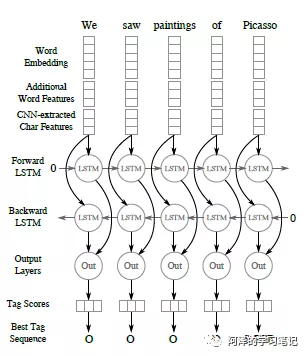 We saw paintings of Picasso
Word
Embedding
Additional
Word Features
CNN-extracted
Char Features
Forward
LSTM
0 LSTM LSTM LSTM LSTM LSTM
Backward
LSTM
LSTM LSTM LSTM LSTM LSTM 0
Output
Layers
Out Out Out Out Out
Tag Scores
Best Tag
Sequence
O O O
阿泽的学习笔记